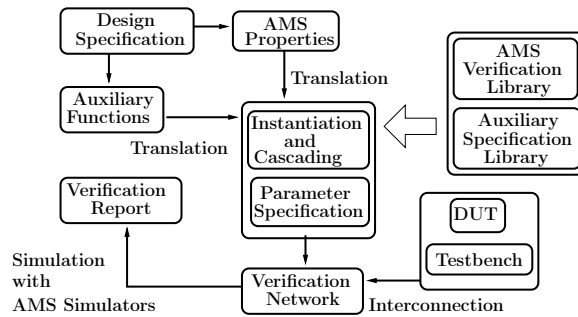 Design
Specification
AMS
Properties
AMS
Verification
Library
Translation
Auxiliary
Functions
Instantiation
and
Cascading
Auxiliary
Specification
Library
Translation
Verification
Report
Parameter
Specification
DUT
Testbench
Simulation
with
AMS Simulators
Verification
Network
Interconnection